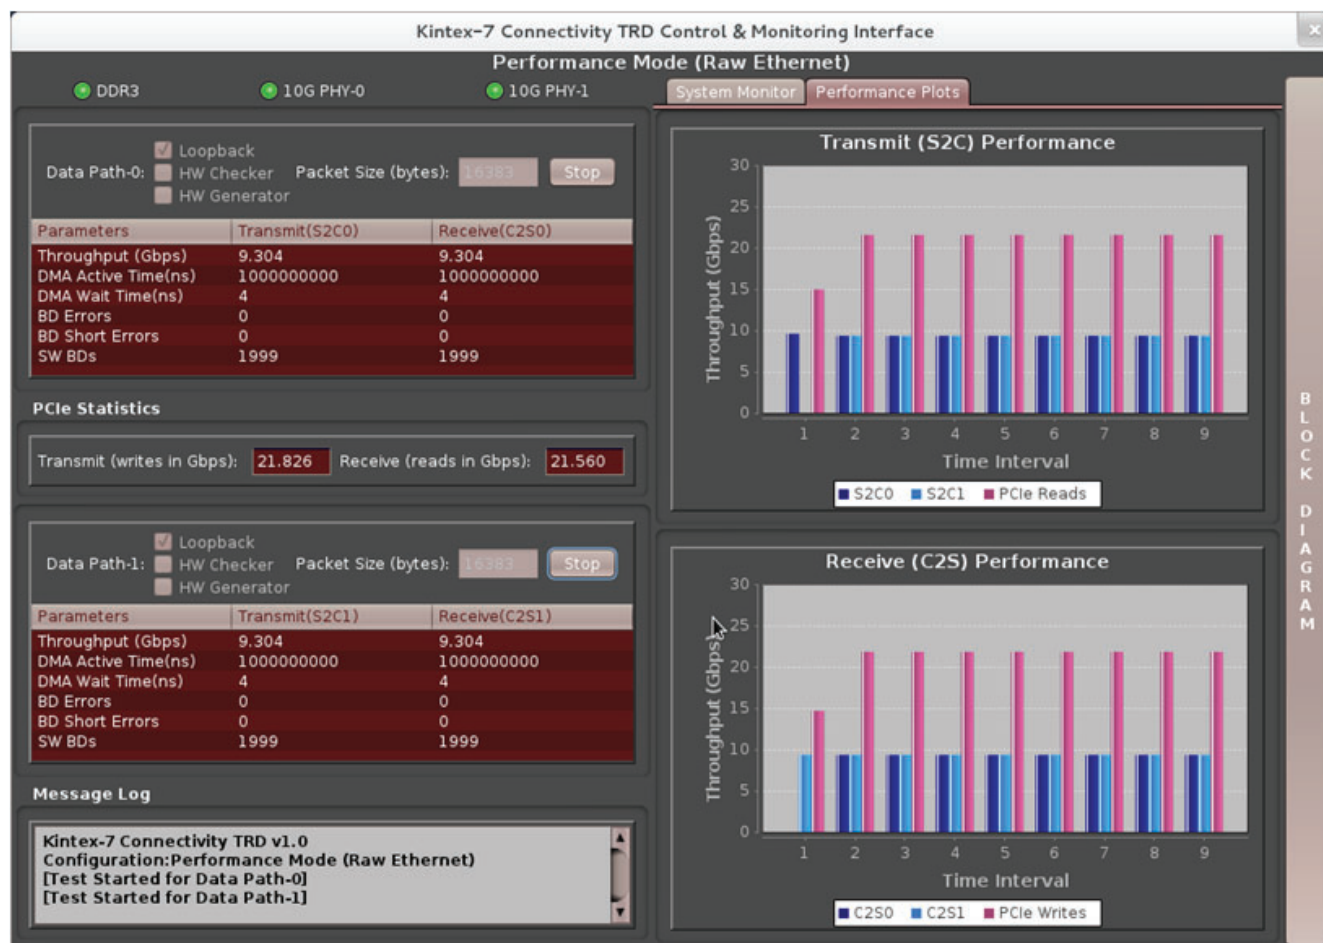 Kintex-7 Connectivity TRD Control & Monitoring Interface
Performance Mode (Raw Ethernet)
DDR3 10G PHY-0 10G PHY-1
Loopback
Data Path-0: HW Checker Packet Size (bytes): 16383 Stop
HW Generator
Parameters Transmit(S2C0) Receive(C2S0)
Throughput (Gbps) 9.304 9.304
DMA Active Time(ns) 1000000000 1000000000
DMA Wait Time(ns) 4 4
BD Errors 0 0
BD Short Errors 0 0
SW BDs 1999 1999
PCIe Statistics
Transmit (writes in Gbps): 21.826 Receive (reads in Gbps): 21.560
Loopback
Data Path-1: HW Checker Packet Size (bytes): 16383 Stop
HW Generator
Parameters Transmit(S2C1) Receive(C2S1)
Throughput (Gbps) 9.304 9.304
DMA Active Time(ns) 1000000000 1000000000
DMA Wait Time(ns) 4 4
BD Errors 0 0
BD Short Errors 0 0
SW BDs 1999 1999
Message Log
Kintex-7 Connectivity TRD v1.0
Configuration:Performance Mode (Raw Ethernet)
[Test Started for Data Path-0]
[Test Started for Data Path-1]
System Monitor Performance Plots
Transmit (S2C) Performance
Throughput (Gbps)
30
25
20
15
10
5
0
1 2 3 4 5 6 7 8 9
Time Interval
S2C0 S2C1 PCIe Reads
Receive (C2S) Performance
Throughput (Gbps)
30
25
20
15
10
5
0
1 2 3 4 5 6 7 8 9
Time Interval
C2S0 C2S1 PCIe Writes
BLOCK DIAGRAM